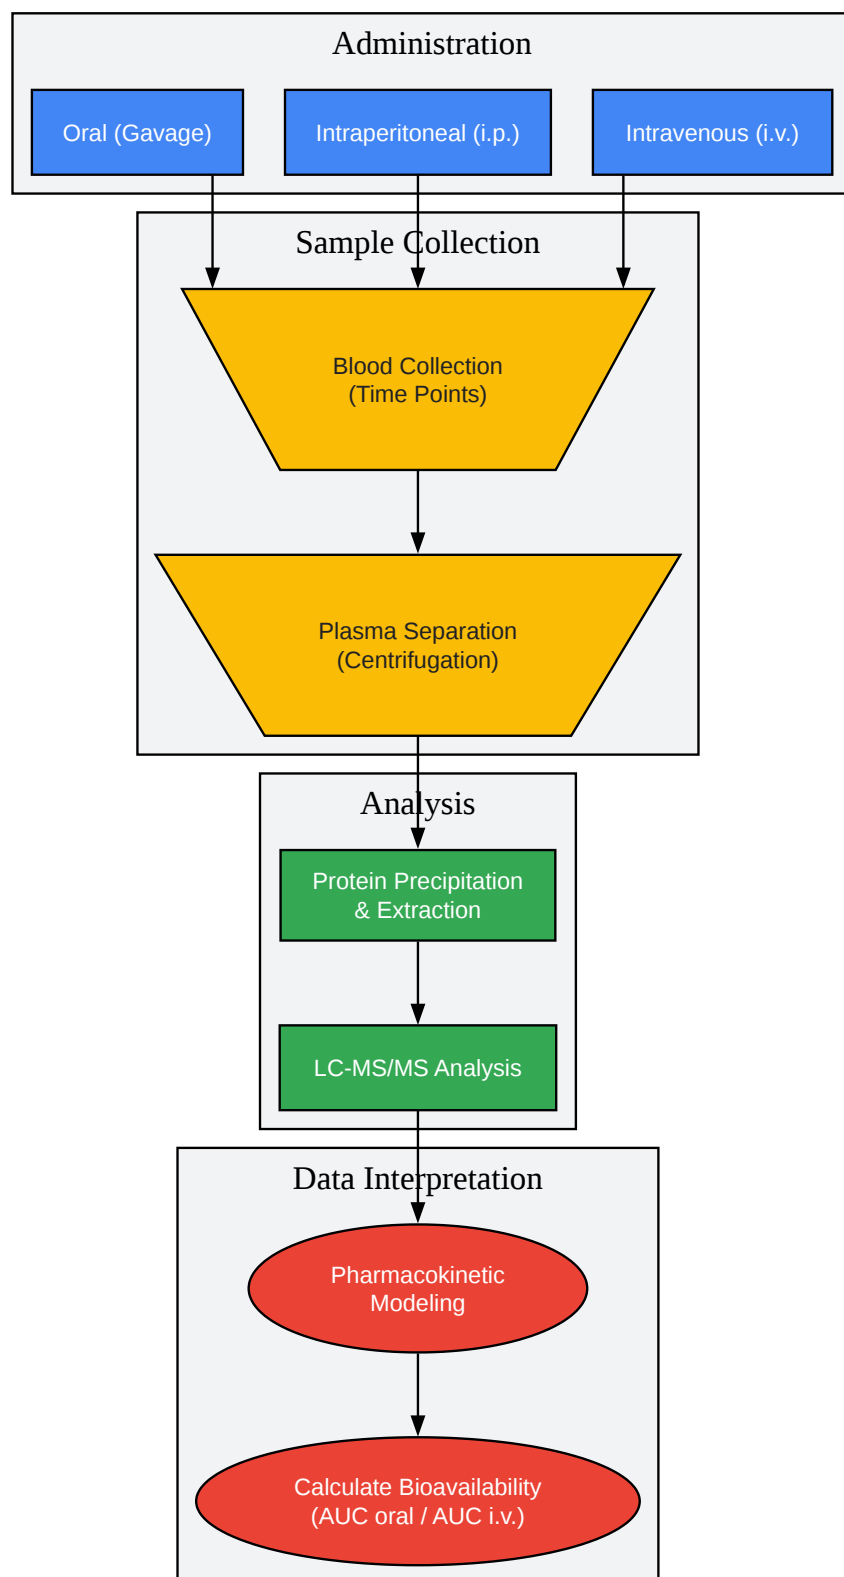 Administration
Oral (Gavage)
Intraperitoneal (i.p.)
Intravenous (i.v.)
Sample Collection
Blood Collection
(Time Points)
Plasma Separation
(Centrifugation)
Analysis
Protein Precipitation
& Extraction
LC-MS/MS Analysis
Data Interpretation
Pharmacokinetic
Modeling
Calculate Bioavailability
(AUC oral / AUC i.v.)